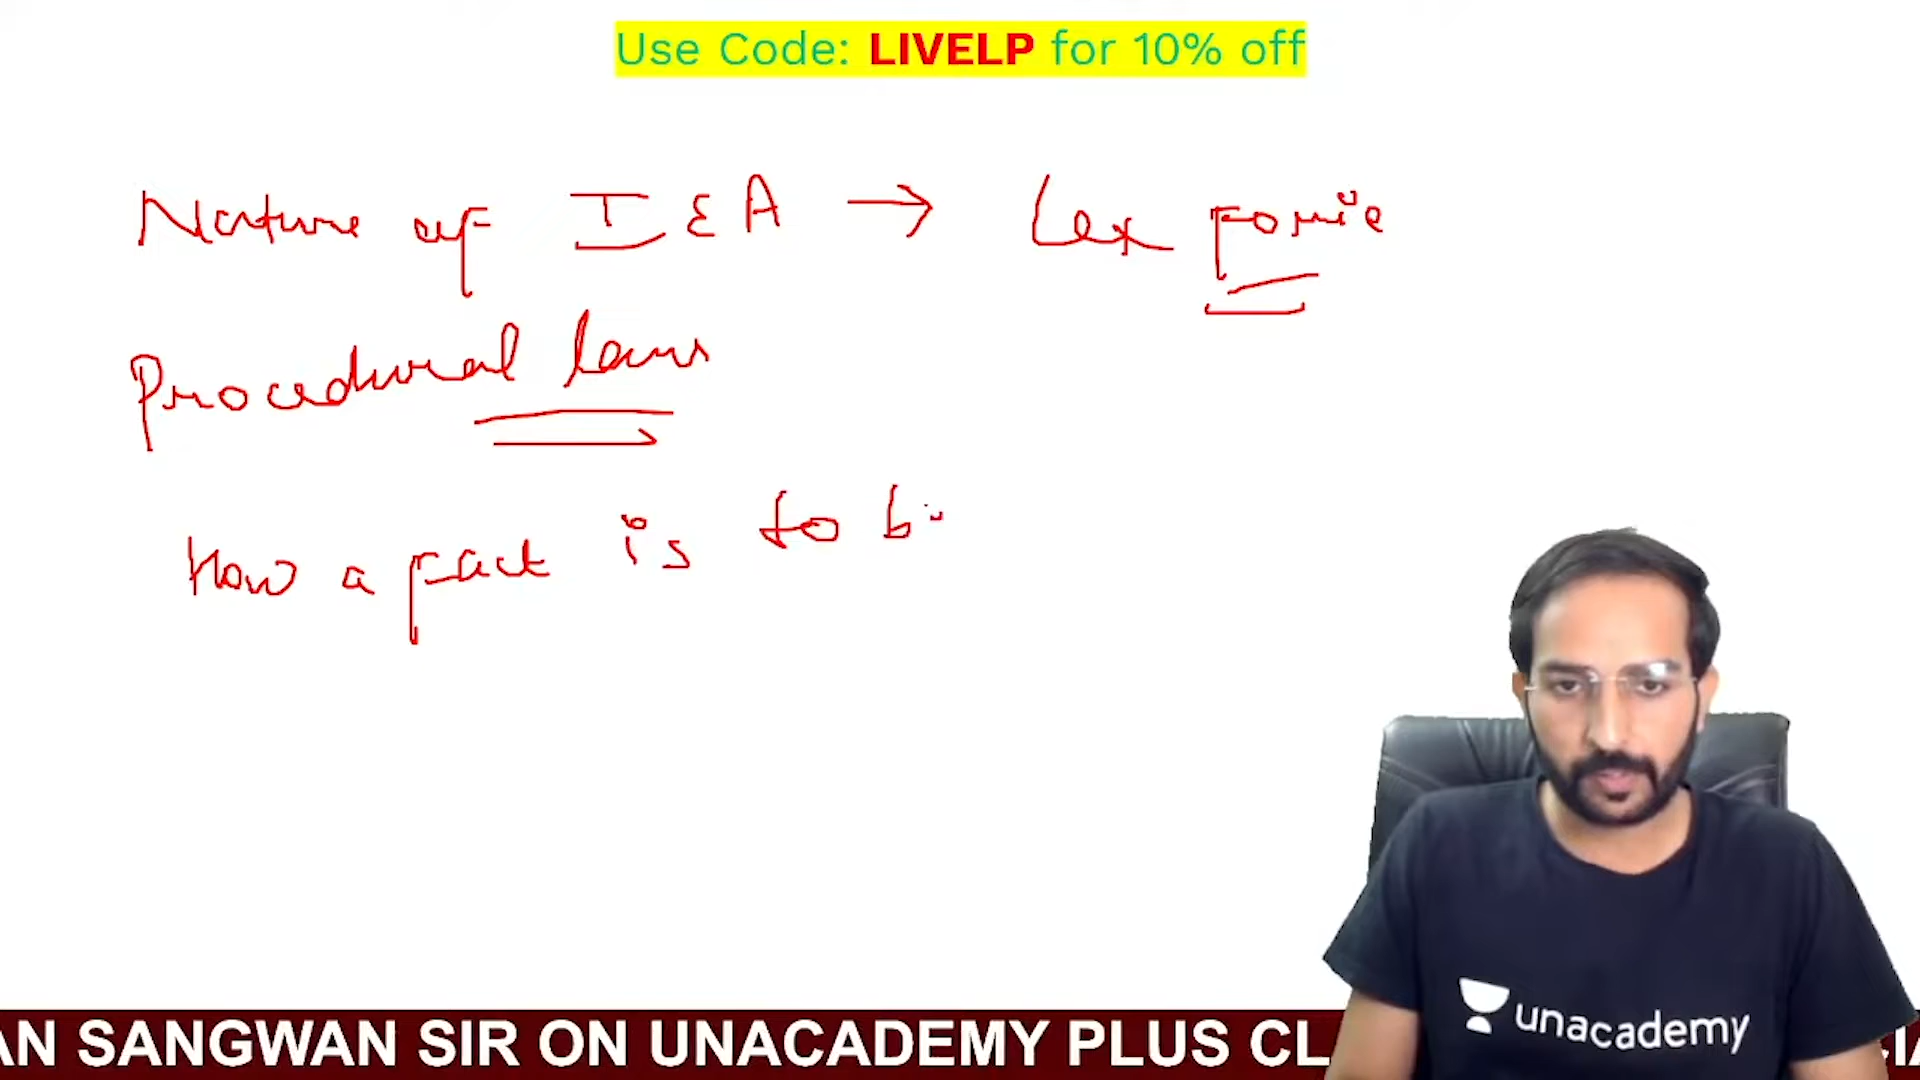 Use Code: LIVELP for 10% off
Nature of IEA → Lex forie
Procedural laws
How a fact is to b
unacademy
AN SANGWAN SIR ON UNACADEMY PLUS CL